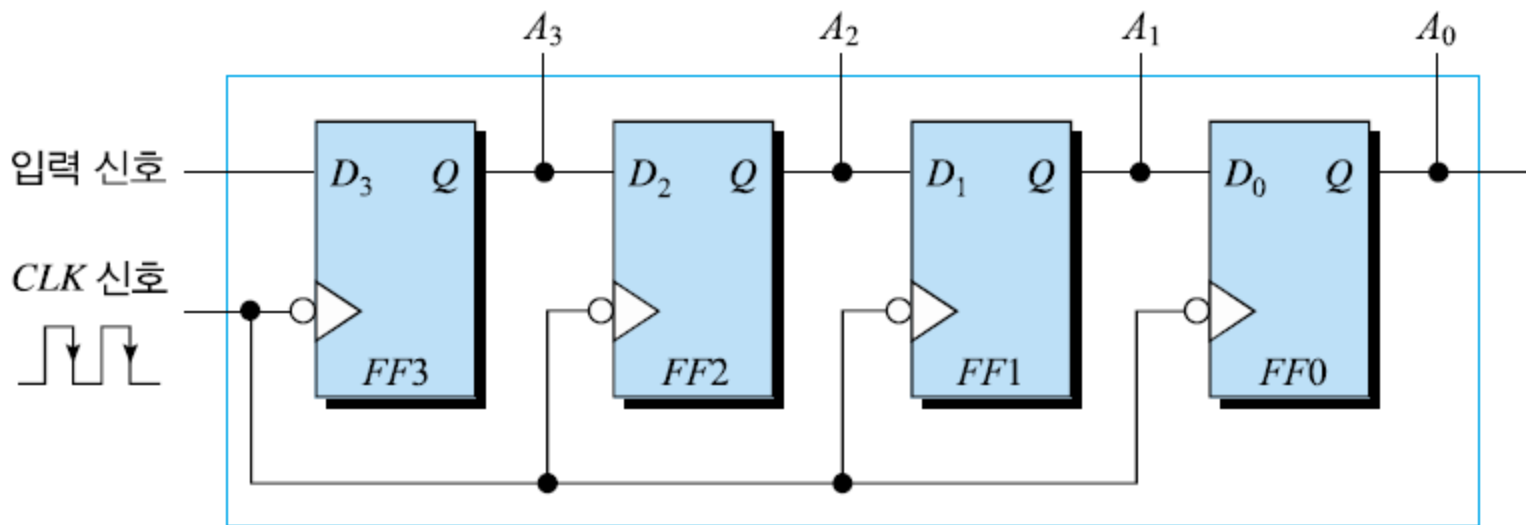 A₃ A₂ A₁ A₀
입력 신호 D₃ Q D₂ Q D₁ Q D₀ Q
CLK 신호
FF3 FF2 FF1 FF0